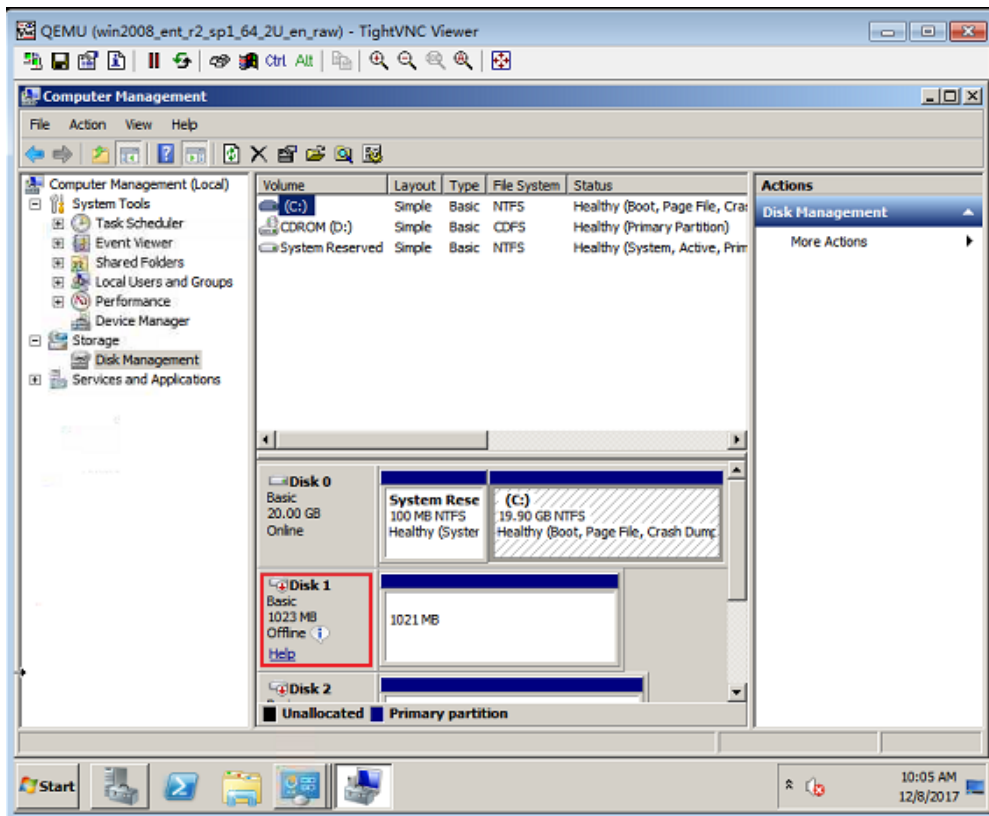 QEMU (win2008_ent_r2_sp1_64_2U_en_raw) - TightVNC Viewer
Ctrl Alt
Computer Management
File Action View Help
Computer Management (Local)
System Tools
Task Scheduler
Event Viewer
Shared Folders
Local Users and Groups
Performance
Device Manager
Storage
Disk Management
Services and Applications
Volume Layout Type File System Status
(C:) Simple Basic NTFS Healthy (Boot, Page File, Cra
CDROM (D:) Simple Basic CDFS Healthy (Primary Partition)
System Reserved Simple Basic NTFS Healthy (System, Active, Prim
Actions
Disk Management
More Actions
Disk 0
Basic
20.00 GB
Online
System Rese
100 MB NTFS
Healthy (Syster
(C:)
19.90 GB NTFS
Healthy (Boot, Page File, Crash Dump
Disk 1
Basic
1023 MB
Offline
Help
1021 MB
Disk 2
Unallocated Primary partition
Start
10:05 AM
12/8/2017